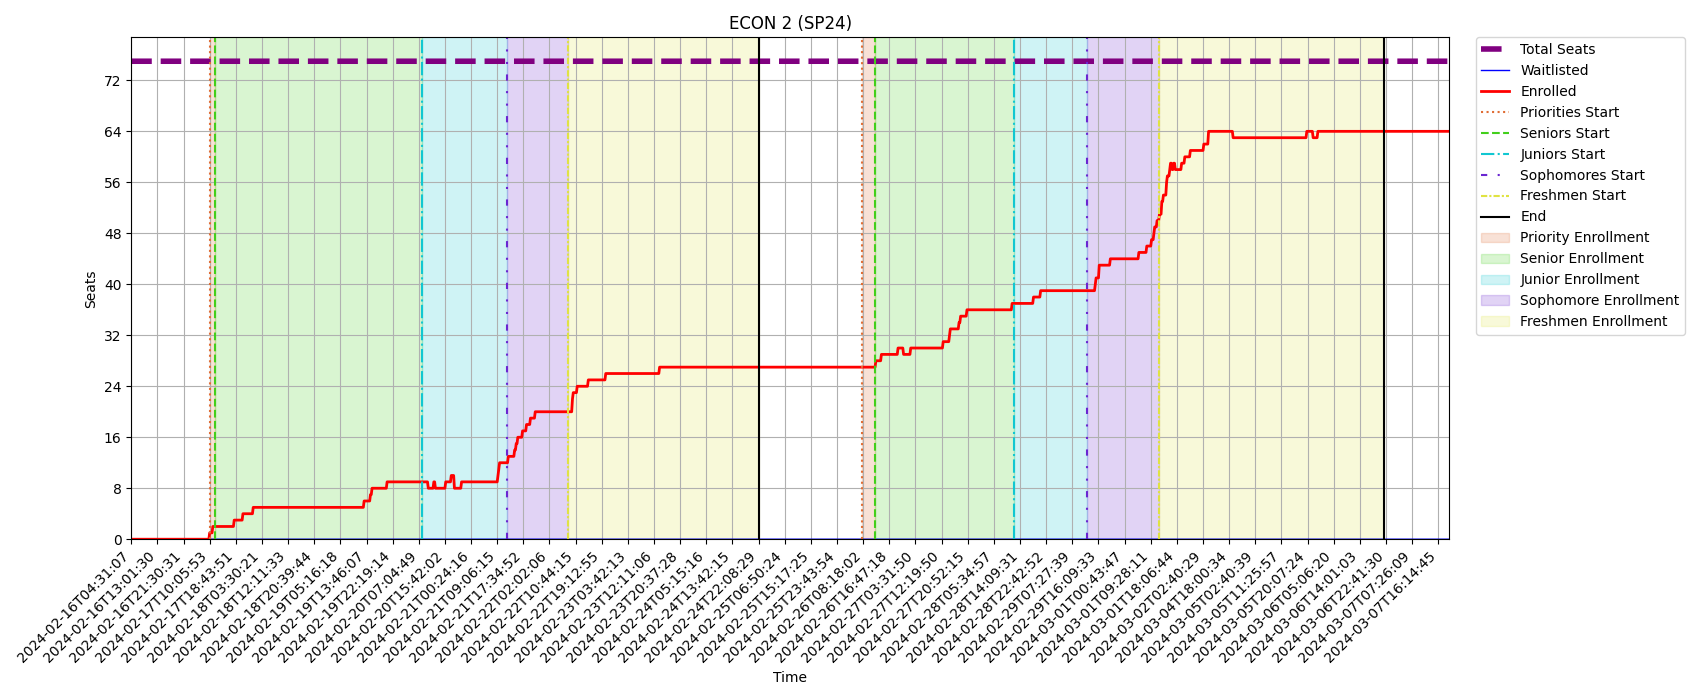 ECON 2 (SP24)
Total Seats
Waitlisted
Enrolled
Priorities Start
Seniors Start
Juniors Start
Sophomores Start
Freshmen Start
End
Priority Enrollment
Senior Enrollment
Junior Enrollment
Sophomore Enrollment
Freshmen Enrollment
Seats
72
64
56
48
40
32
24
16
8
0
2024-02-16T04:31:07
2024-02-16T13:01:30
2024-02-16T21:30:31
2024-02-17T10:05:53
2024-02-17T18:43:51
2024-02-18T03:30:21
2024-02-18T12:11:33
2024-02-18T20:39:44
2024-02-19T05:16:18
2024-02-19T13:46:07
2024-02-19T22:19:14
2024-02-20T07:04:49
2024-02-20T15:42:02
2024-02-21T00:24:16
2024-02-21T09:06:15
2024-02-21T17:34:52
2024-02-22T02:02:06
2024-02-22T10:44:15
2024-02-22T19:12:55
2024-02-23T03:42:13
2024-02-23T12:11:06
2024-02-23T20:37:28
2024-02-24T05:15:16
2024-02-24T13:42:15
2024-02-24T22:08:29
2024-02-25T06:50:24
2024-02-25T15:17:25
2024-02-25T23:43:54
2024-02-26T08:18:02
2024-02-26T16:47:18
2024-02-27T03:31:50
2024-02-27T12:19:50
2024-02-27T20:52:15
2024-02-28T05:34:57
2024-02-28T14:09:31
2024-02-28T22:42:52
2024-02-29T07:27:39
2024-02-29T16:09:33
2024-03-01T00:43:47
2024-03-01T09:28:11
2024-03-01T18:06:44
2024-03-02T02:40:29
2024-03-04T18:00:34
2024-03-05T02:40:39
2024-03-05T11:25:57
2024-03-05T20:07:24
2024-03-06T05:06:20
2024-03-06T14:01:03
2024-03-06T22:41:30
2024-03-07T07:26:09
2024-03-07T16:14:45
Time